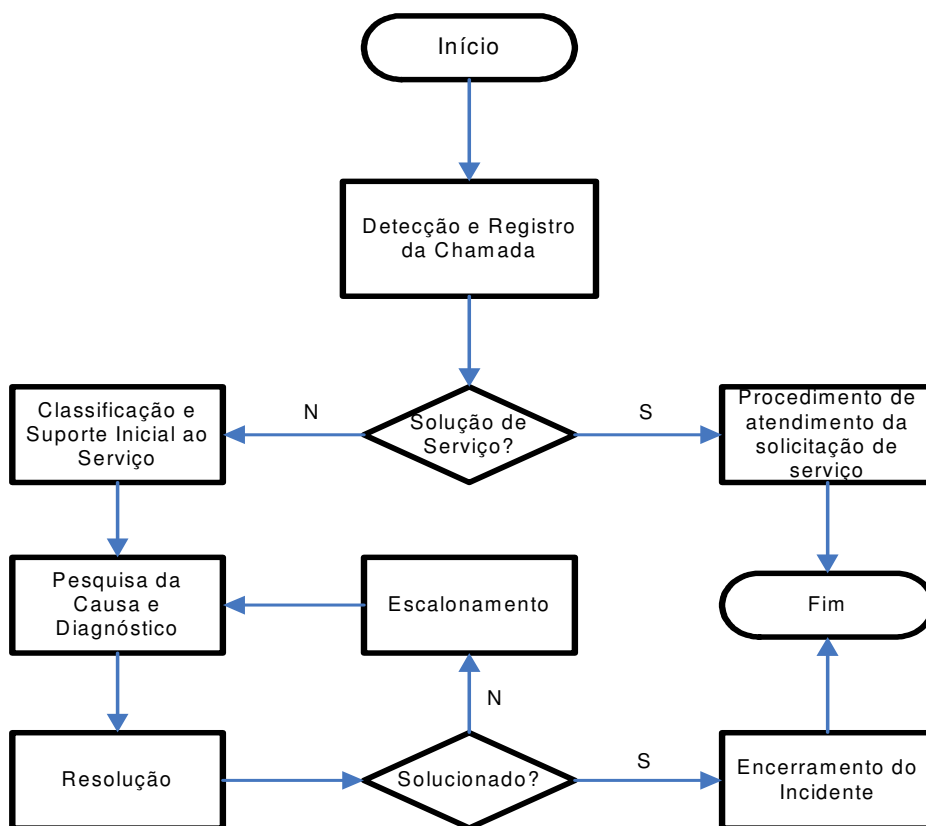 Início
Detecção e Registro
da Chamada
Classificação e
Suporte Inicial ao
Serviço
N
Solução de
Serviço?
S
Procedimento de
atendimento da
solicitação de
serviço
Pesquisa da
Causa e
Diagnóstico
Escalonamento
Fim
N
Resolução
Solucionado?
S
Encerramento do
Incidente